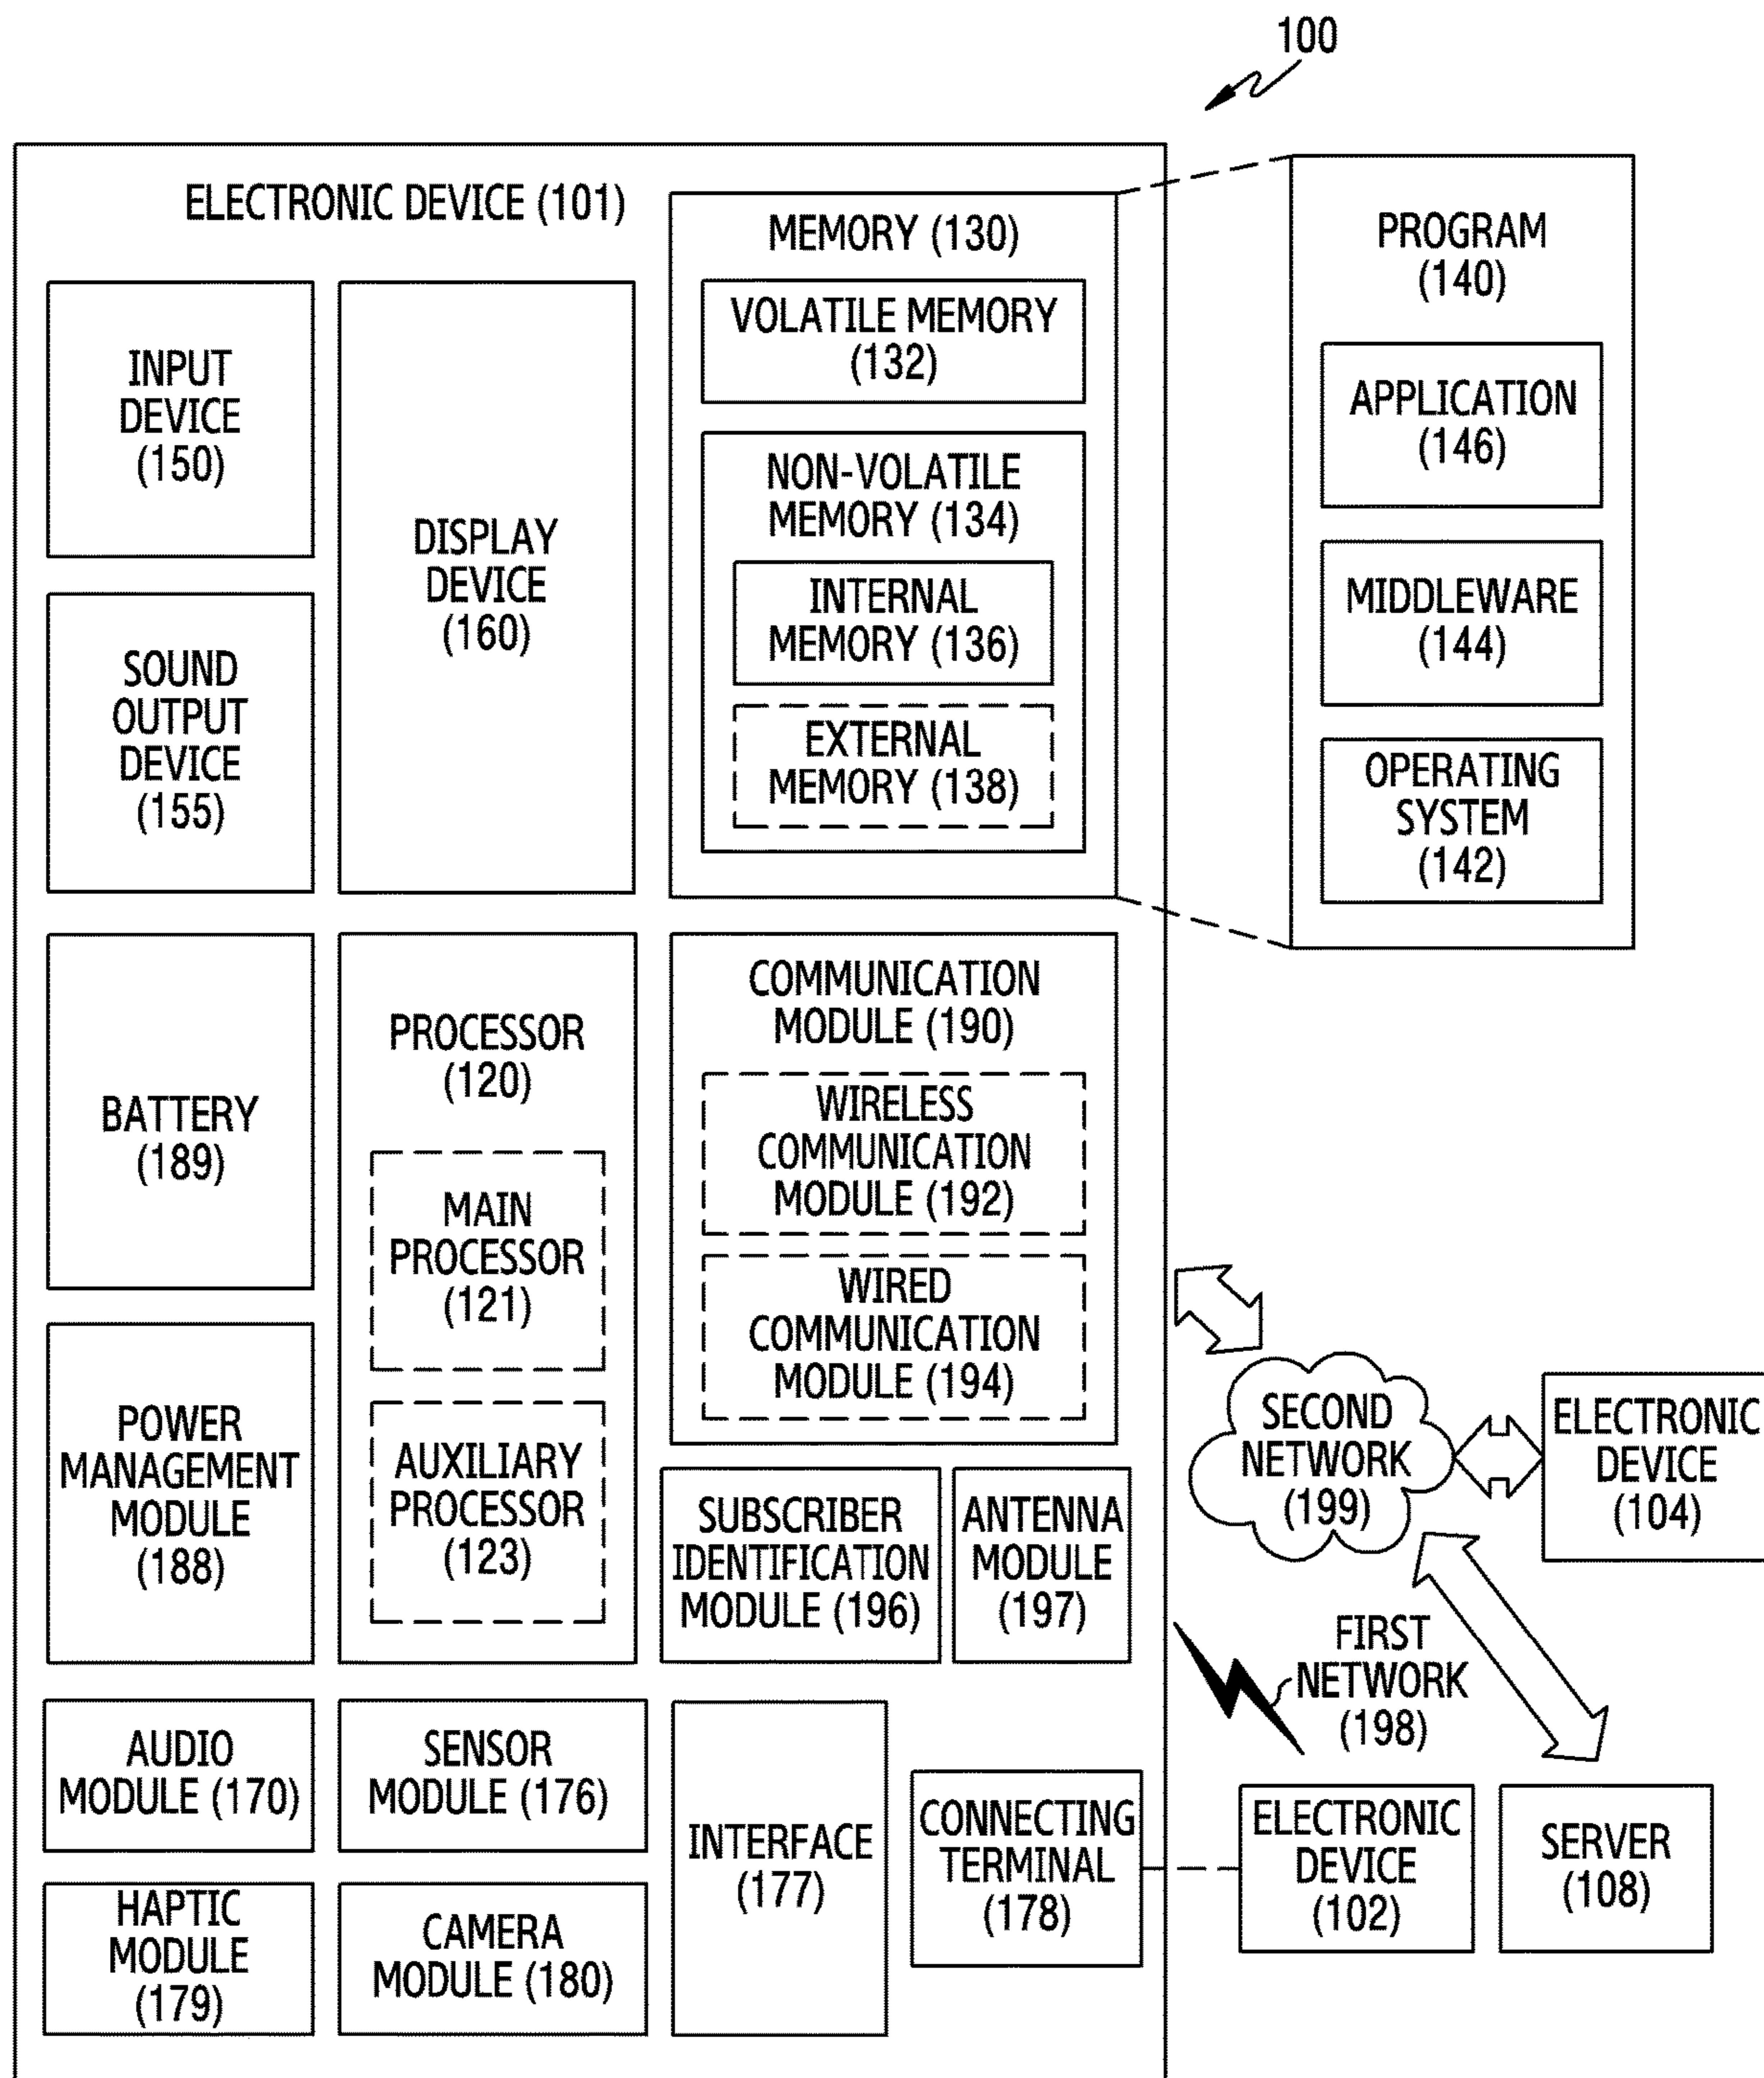 100
ELECTRONIC DEVICE (101)
INPUT
DEVICE
(150)
SOUND
OUTPUT
DEVICE
(155)
DISPLAY
DEVICE
(160)
MEMORY (130)
VOLATILE MEMORY
(132)
NON-VOLATILE
MEMORY (134)
INTERNAL
MEMORY (136)
EXTERNAL
MEMORY (138)
PROGRAM
(140)
APPLICATION
(146)
MIDDLEWARE
(144)
OPERATING
SYSTEM
(142)
BATTERY
(189)
POWER
MANAGEMENT
MODULE
(188)
PROCESSOR
(120)
MAIN
PROCESSOR
(121)
AUXILIARY
PROCESSOR
(123)
COMMUNICATION
MODULE (190)
WIRELESS
COMMUNICATION
MODULE (192)
WIRED
COMMUNICATION
MODULE (194)
SUBSCRIBER
IDENTIFICATION
MODULE (196)
ANTENNA
MODULE
(197)
SECOND
NETWORK
(199)
ELECTRONIC
DEVICE
(104)
FIRST
NETWORK
(198)
AUDIO
MODULE (170)
SENSOR
MODULE (176)
HAPTIC
MODULE
(179)
CAMERA
MODULE (180)
INTERFACE
(177)
CONNECTING
TERMINAL
(178)
ELECTRONIC
DEVICE
(102)
SERVER
(108)